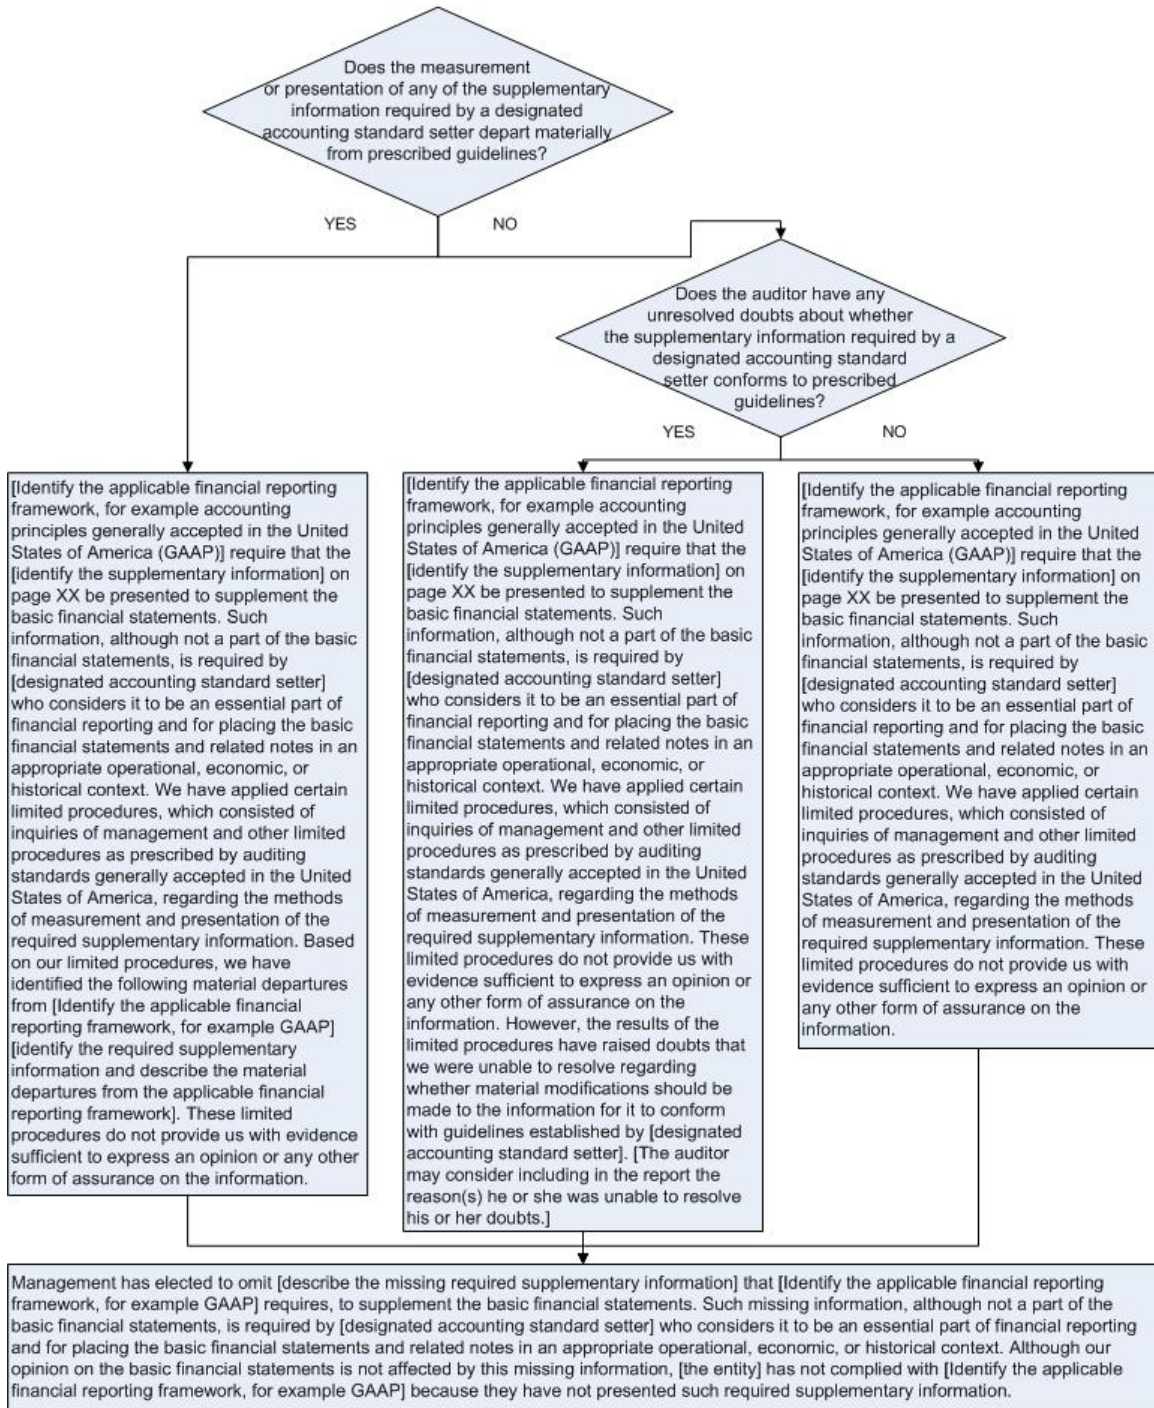 Does the measurement
or presentation of any of the supplementary
information required by a designated
accounting standard setter depart materially
from prescribed guidelines?
YES
NO
Does the auditor have any
unresolved doubts about whether
the supplementary information required by a
designated accounting standard
setter conforms to prescribed
guidelines?
YES
NO
[Identify the applicable financial reporting
framework, for example accounting
principles generally accepted in the United
States of America (GAAP)] require that the
[identify the supplementary information] on
page XX be presented to supplement the
basic financial statements. Such
information, although not a part of the basic
financial statements, is required by
[designated accounting standard setter]
who considers it to be an essential part of
financial reporting and for placing the basic
financial statements and related notes in an
appropriate operational, economic, or
historical context. We have applied certain
limited procedures, which consisted of
inquiries of management and other limited
procedures as prescribed by auditing
standards generally accepted in the United
States of America, regarding the methods
of measurement and presentation of the
required supplementary information. Based
on our limited procedures, we have
identified the following material departures
from [Identify the applicable financial
reporting framework, for example GAAP]
[identify the required supplementary
information and describe the material
departures from the applicable financial
reporting framework]. These limited
procedures do not provide us with evidence
sufficient to express an opinion or any other
form of assurance on the information.
[Identify the applicable financial reporting
framework, for example accounting
principles generally accepted in the United
States of America (GAAP)] require that the
[identify the supplementary information] on
page XX be presented to supplement the
basic financial statements. Such
information, although not a part of the basic
financial statements, is required by
[designated accounting standard setter]
who considers it to be an essential part of
financial reporting and for placing the basic
financial statements and related notes in an
appropriate operational, economic, or
historical context. We have applied certain
limited procedures, which consisted of
inquiries of management and other limited
procedures as prescribed by auditing
standards generally accepted in the United
States of America, regarding the methods
of measurement and presentation of the
required supplementary information. These
limited procedures do not provide us with
evidence sufficient to express an opinion or
any other form of assurance on the
information. However, the results of the
limited procedures have raised doubts that
we were unable to resolve regarding
whether material modifications should be
made to the information for it to conform
with guidelines established by [designated
accounting standard setter]. [The auditor
may consider including in the report the
reason(s) he or she was unable to resolve
his or her doubts.]
[Identify the applicable financial reporting
framework, for example accounting
principles generally accepted in the United
States of America (GAAP)] require that the
[identify the supplementary information] on
page XX be presented to supplement the
basic financial statements. Such
information, although not a part of the basic
financial statements, is required by
[designated accounting standard setter]
who considers it to be an essential part of
financial reporting and for placing the basic
financial statements and related notes in an
appropriate operational, economic, or
historical context. We have applied certain
limited procedures, which consisted of
inquiries of management and other limited
procedures as prescribed by auditing
standards generally accepted in the United
States of America, regarding the methods
of measurement and presentation of the
required supplementary information. These
limited procedures do not provide us with
evidence sufficient to express an opinion or
any other form of assurance on the
information.
Management has elected to omit [describe the missing required supplementary information] that [Identify the applicable financial reporting
framework, for example GAAP] requires, to supplement the basic financial statements. Such missing information, although not a part of the
basic financial statements, is required by [designated accounting standard setter] who considers it to be an essential part of financial reporting
and for placing the basic financial statements and related notes in an appropriate operational, economic, or historical context. Although our
opinion on the basic financial statements is not affected by this missing information, [the entity] has not complied with [Identify the applicable
financial reporting framework, for example GAAP] because they have not presented such required supplementary information.